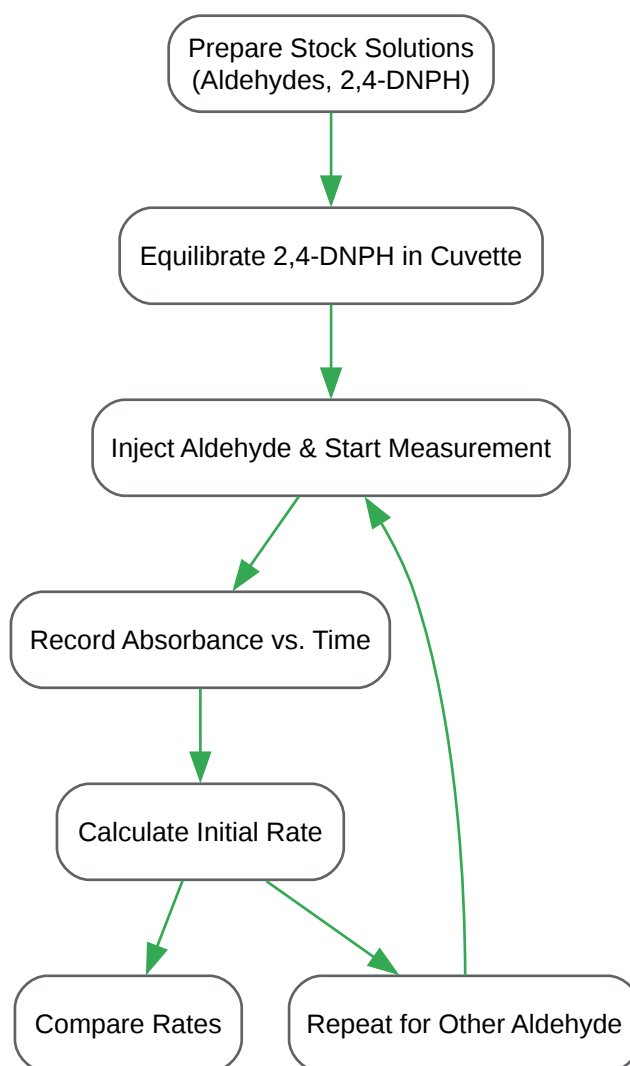 Prepare Stock Solutions
(Aldehydes, 2,4-DNPH)
Equilibrate 2,4-DNPH in Cuvette
Inject Aldehyde & Start Measurement
Record Absorbance vs. Time
Calculate Initial Rate
Compare Rates
Repeat for Other Aldehyde